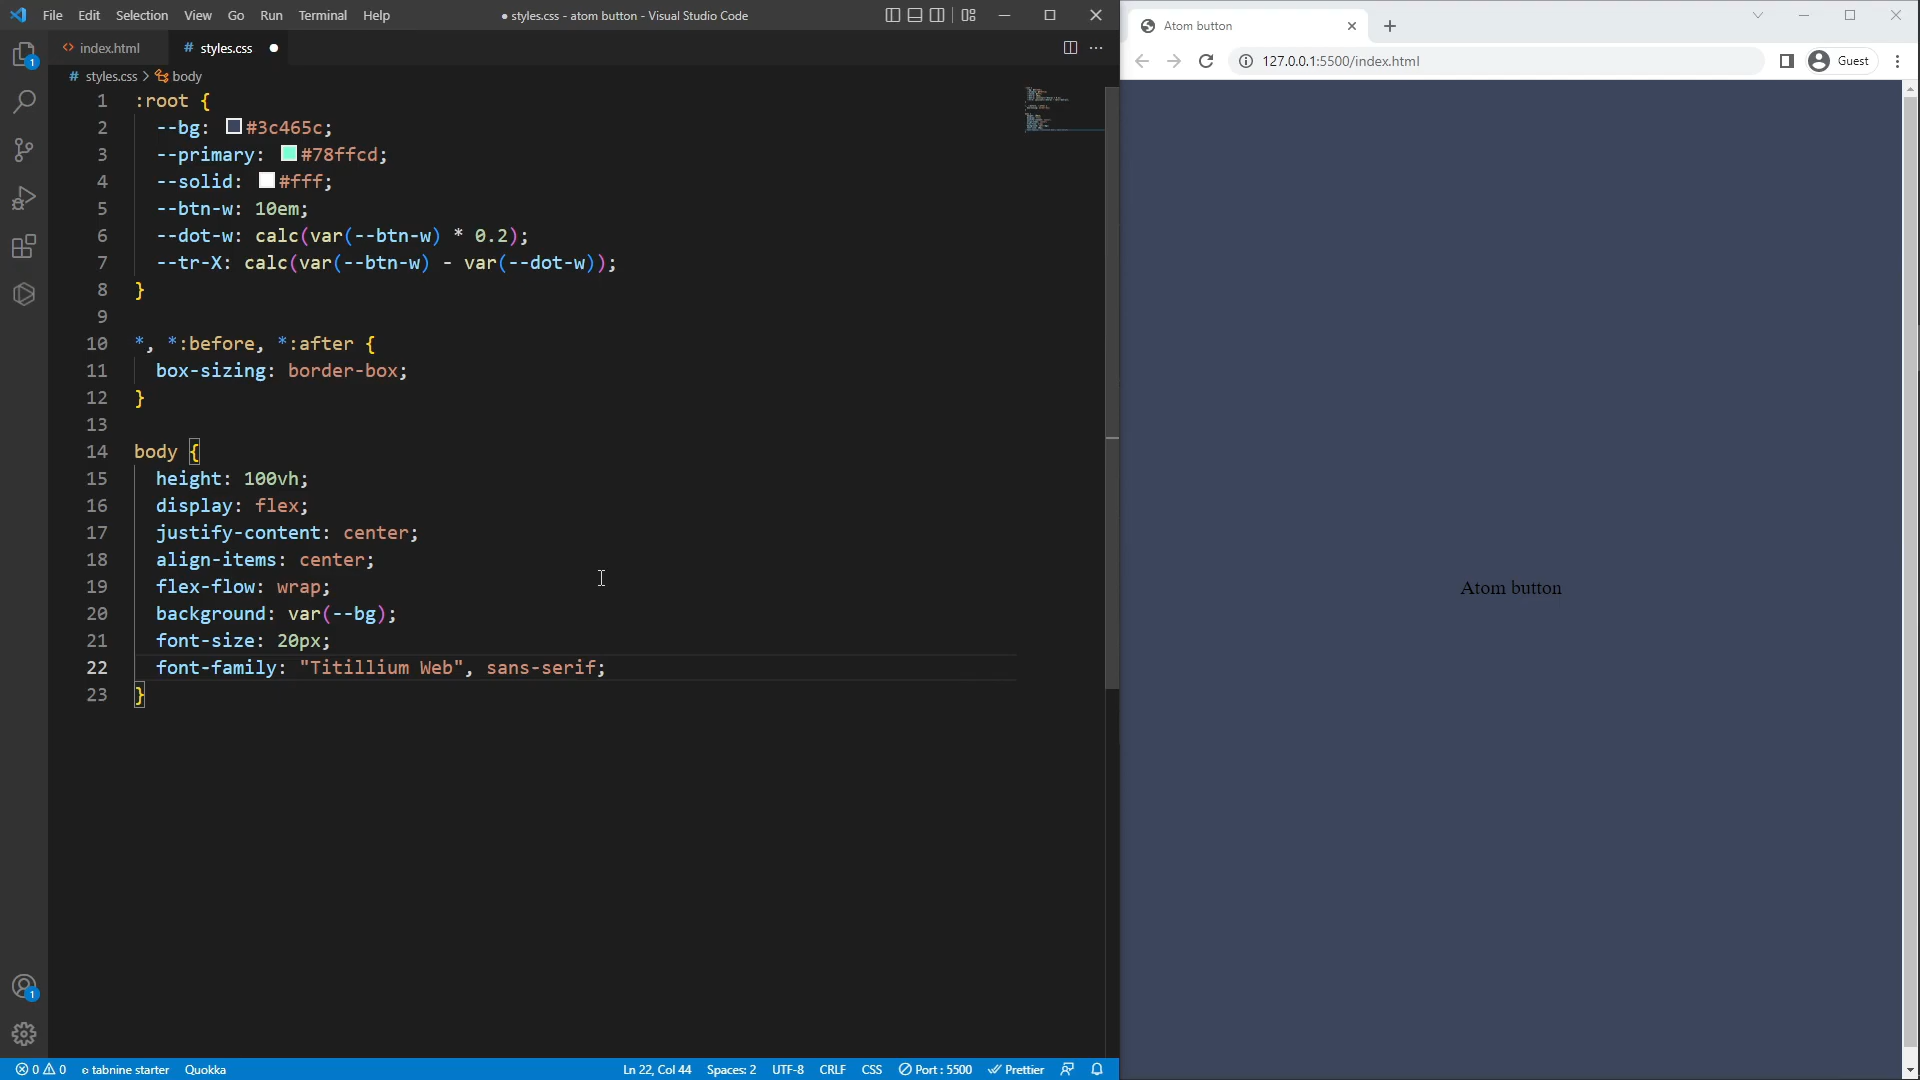 File Edit Selection View Go Run Terminal Help
● styles.css - atom button - Visual Studio Code
index.html
# styles.css ●
# styles.css > body
1 :root {
2 --bg: #3c465c;
3 --primary: #78ffcd;
4 --solid: #fff;
5 --btn-w: 10em;
6 --dot-w: calc(var(--btn-w) * 0.2);
7 --tr-X: calc(var(--btn-w) - var(--dot-w));
8 }
9
10 *, *:before, *:after {
11 box-sizing: border-box;
12 }
13
14 body {
15 height: 100vh;
16 display: flex;
17 justify-content: center;
18 align-items: center;
19 flex-flow: wrap;
20 background: var(--bg);
21 font-size: 20px;
22 font-family: "Titillium Web", sans-serif;
23 }
1
1
0 0 tabnine starter Quokka
Ln 22, Col 44 Spaces: 2 UTF-8 CRLF CSS Port : 5500 Prettier
Atom button
127.0.0.1:5500/index.html
Guest
Atom button